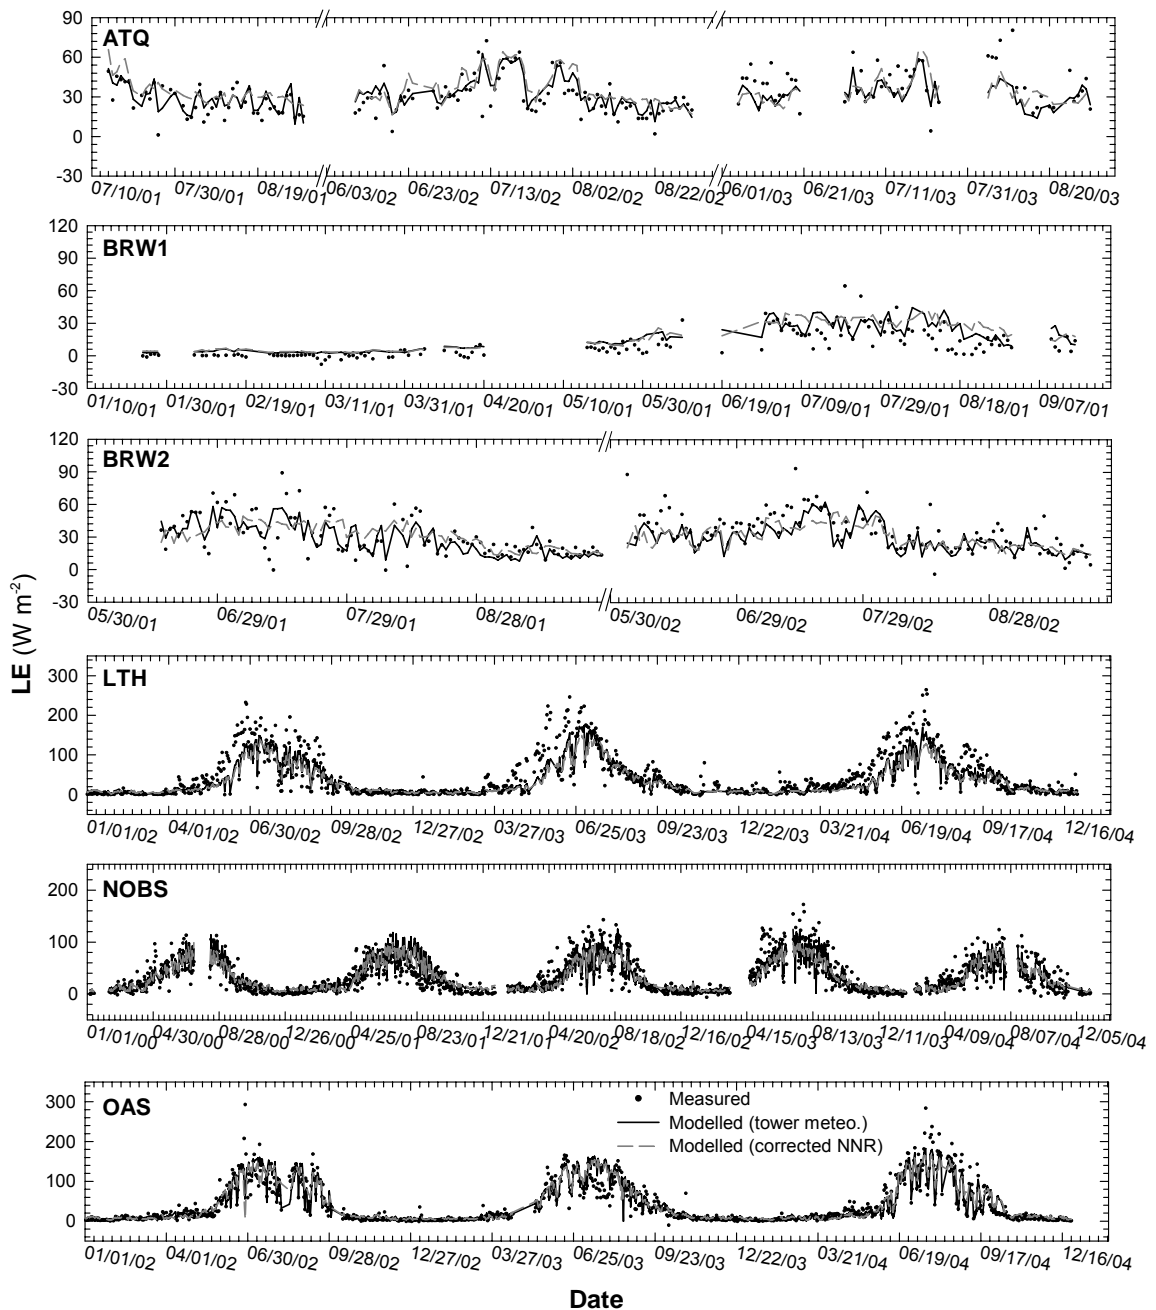 ATQ
90
60
30
0
-30
07/10/01 07/30/01 08/19/01 06/03/02 06/23/02 07/13/02 08/02/02 08/22/02 06/01/03 06/21/03 07/11/03 07/31/03 08/20/03
BRW1
120
90
60
30
0
-30
01/10/01 01/30/01 02/19/01 03/11/01 03/31/01 04/20/01 05/10/01 05/30/01 06/19/01 07/09/01 07/29/01 08/18/01 09/07/01
BRW2
120
90
60
30
0
-30
05/30/01 06/29/01 07/29/01 08/28/01 05/30/02 06/29/02 07/29/02 08/28/02
LE (W m-2)
LTH
300
200
100
0
01/01/02 04/01/02 06/30/02 09/28/02 12/27/02 03/27/03 06/25/03 09/23/03 12/22/03 03/21/04 06/19/04 09/17/04 12/16/04
NOBS
200
100
0
01/01/00 04/30/00 08/28/00 12/26/00 04/25/01 08/23/01 12/21/01 04/20/02 08/18/02 12/16/02 04/15/03 08/13/03 12/11/03 04/09/04 08/07/04 12/05/04
OAS
Measured
Modelled (tower meteo.)
Modelled (corrected NNR)
300
200
100
0
01/01/02 04/01/02 06/30/02 09/28/02 12/27/02 03/27/03 06/25/03 09/23/03 12/22/03 03/21/04 06/19/04 09/17/04 12/16/04
Date